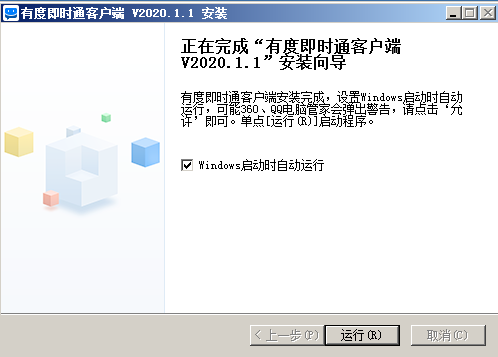 有度即时通客户端 V2020.1.1 安装
正在完成“有度即时通客户端
V2020.1.1”安装向导
有度即时通客户端安装完成，设置Windows启动时自动
运行，可能360、QQ电脑管家会弹出警告，请点击‘允
许’即可。单点[运行(R)]启动程序。
Windows启动时自动运行
< 上一步(P) 运行(R) 取消(C)